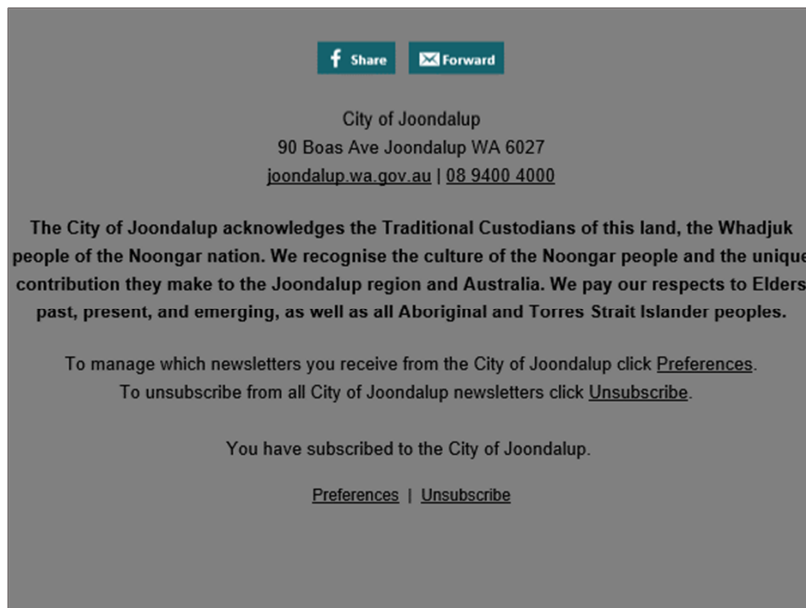 Share Forward
City of Joondalup
90 Boas Ave Joondalup WA 6027
joondalup.wa.gov.au | 08 9400 4000
The City of Joondalup acknowledges the Traditional Custodians of this land, the Whadjuk
people of the Noongar nation. We recognise the culture of the Noongar people and the unique
contribution they make to the Joondalup region and Australia. We pay our respects to Elders
past, present, and emerging, as well as all Aboriginal and Torres Strait Islander peoples.
To manage which newsletters you receive from the City of Joondalup click Preferences.
To unsubscribe from all City of Joondalup newsletters click Unsubscribe.
You have subscribed to the City of Joondalup.
Preferences | Unsubscribe